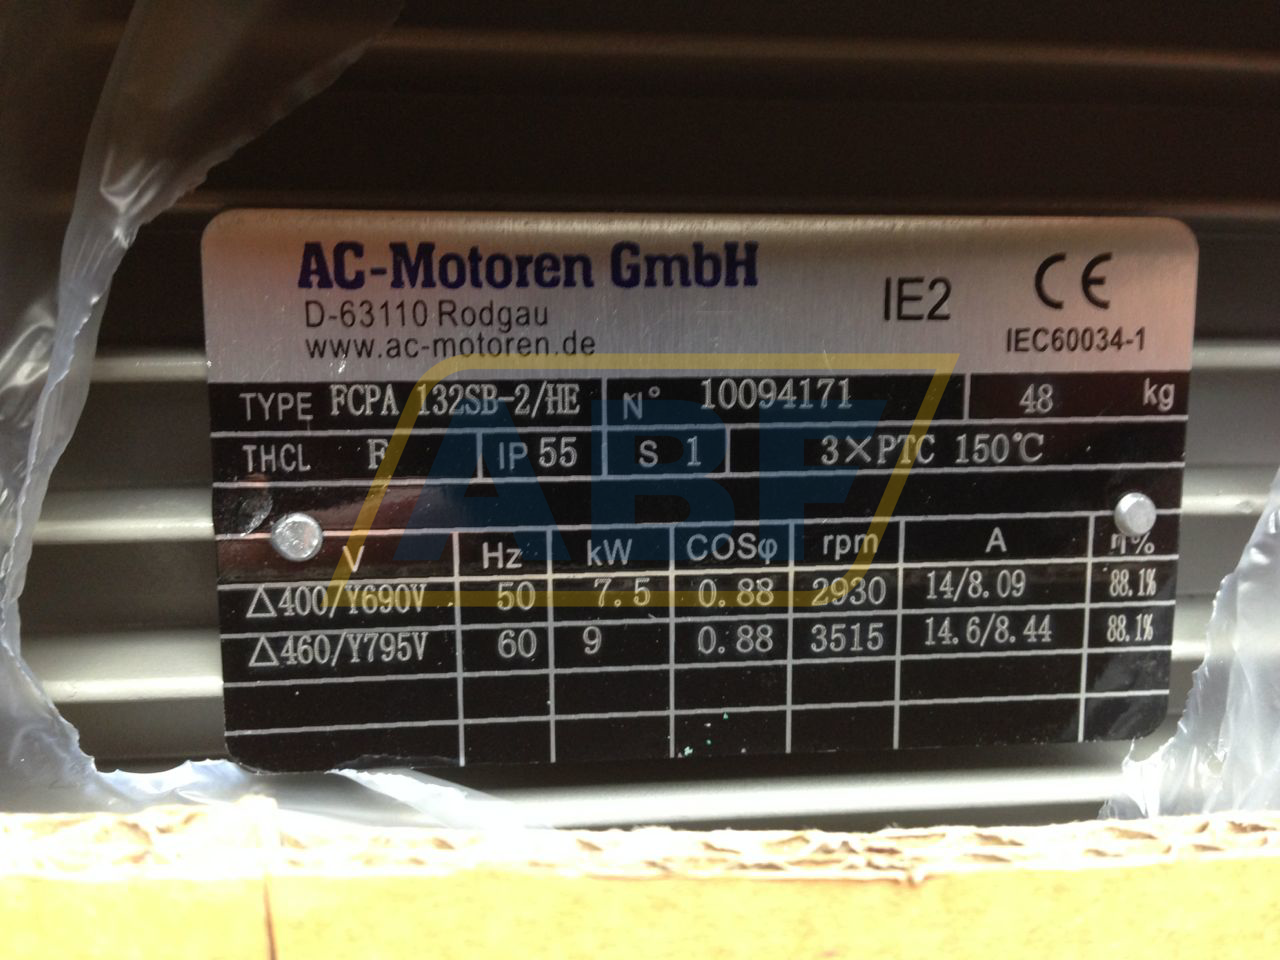 AC-Motoren GmbH
D-63110 Rodgau
www.ac-motoren.de
IE2
CE
IEC60034-1
TYPE FCPA 132SB-2/HE N° 10094171 48 kg
THCL F IP 55 S 1 3×PTC 150℃
V Hz kW COSφ rpm A η%
△400/Y690V 50 7.5 0.88 2930 14/8.09 88.1%
△460/Y795V 60 9 0.88 3515 14.6/8.44 88.1%
ABF